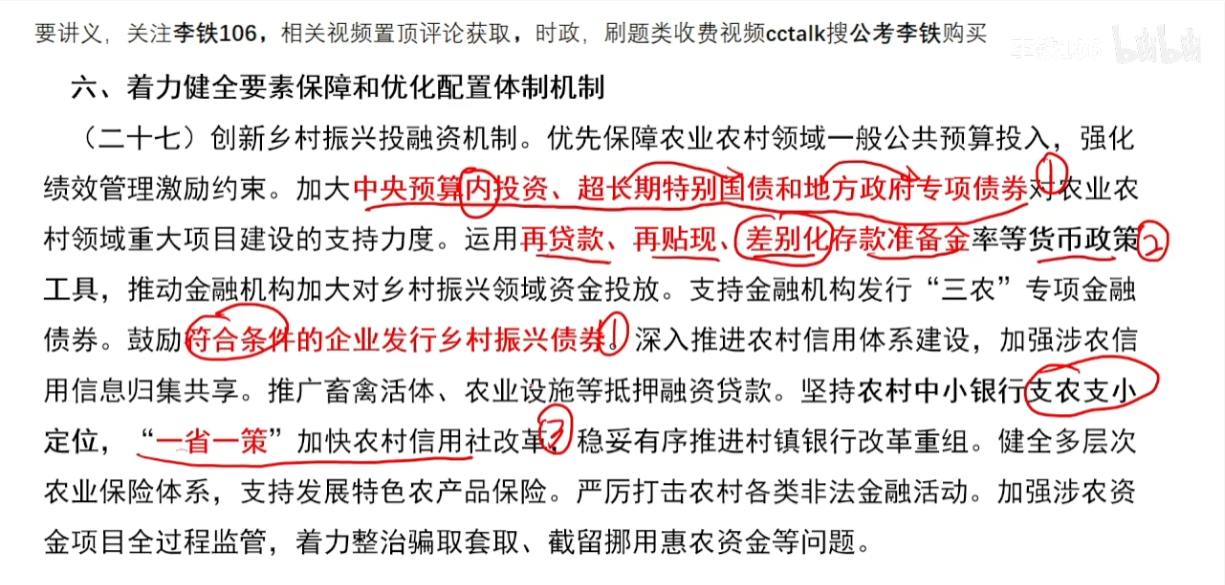 要讲义，关注李铁106，相关视频置顶评论获取，时政，刷题类收费视频cctalk搜公考李铁购买
李铁106 bilibili
六、着力健全要素保障和优化配置体制机制
（二十七）创新乡村振兴投融资机制。优先保障农业农村领域一般公共预算投入，强化
绩效管理激励约束。加大中央预算内投资、超长期特别国债和地方政府专项债券对农业农
①
村领域重大项目建设的支持力度。运用再贷款、再贴现、差别化存款准备金率等货币政策
②
工具，推动金融机构加大对乡村振兴领域资金投放。支持金融机构发行“三农”专项金融
债券。鼓励符合条件的企业发行乡村振兴债券。深入推进农村信用体系建设，加强涉农信
①
用信息归集共享。推广畜禽活体、农业设施等抵押融资贷款。坚持农村中小银行支农支小
定位，“一省一策”加快农村信用社改革，稳妥有序推进村镇银行改革重组。健全多层次
③
农业保险体系，支持发展特色农产品保险。严厉打击农村各类非法金融活动。加强涉农资
金项目全过程监管，着力整治骗取套取、截留挪用惠农资金等问题。